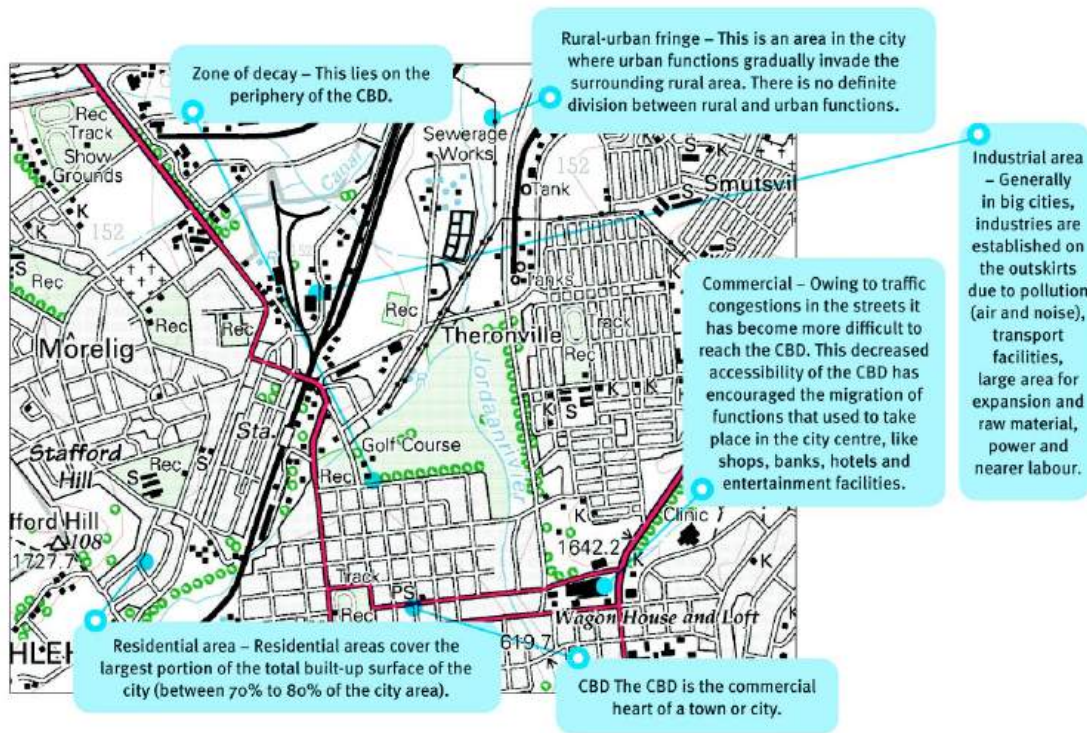 Zone of decay – This lies on the
periphery of the CBD.
Rural-urban fringe – This is an area in the city
where urban functions gradually invade the
surrounding rural area. There is no definite
division between rural and urban functions.
Industrial area
– Generally
in big cities,
industries are
established on
the outskirts
due to pollution
(air and noise),
transport
facilities,
large area for
expansion and
raw material,
power and
nearer labour.
Commercial – Owing to traffic
congestions in the streets it
has become more difficult to
reach the CBD. This decreased
accessibility of the CBD has
encouraged the migration of
functions that used to take
place in the city centre, like
shops, banks, hotels and
entertainment facilities.
Residential area – Residential areas cover the
largest portion of the total built-up surface of the
city (between 70% to 80% of the city area).
CBD The CBD is the commercial
heart of a town or city.
Rec
Track
Show
Grounds
K
152
K
S
Rec
Rec
Rec
Môrelig
Canal
Sewerage
Works
152
Tank
Tanks
K
S
Smutsvil
S
K
S
Rec
Theronville
Track
Rec
K
S
K
S
K
Jordaanrivier
Sta.
Golf Course
Rec
Stafford
Hill
S
Rec
S
fford Hill
108
1727.7
K
HLEH
Track
Rec
PS
K
1642.2
Clinic
K
K
K
Wagon House and Loft
619.7